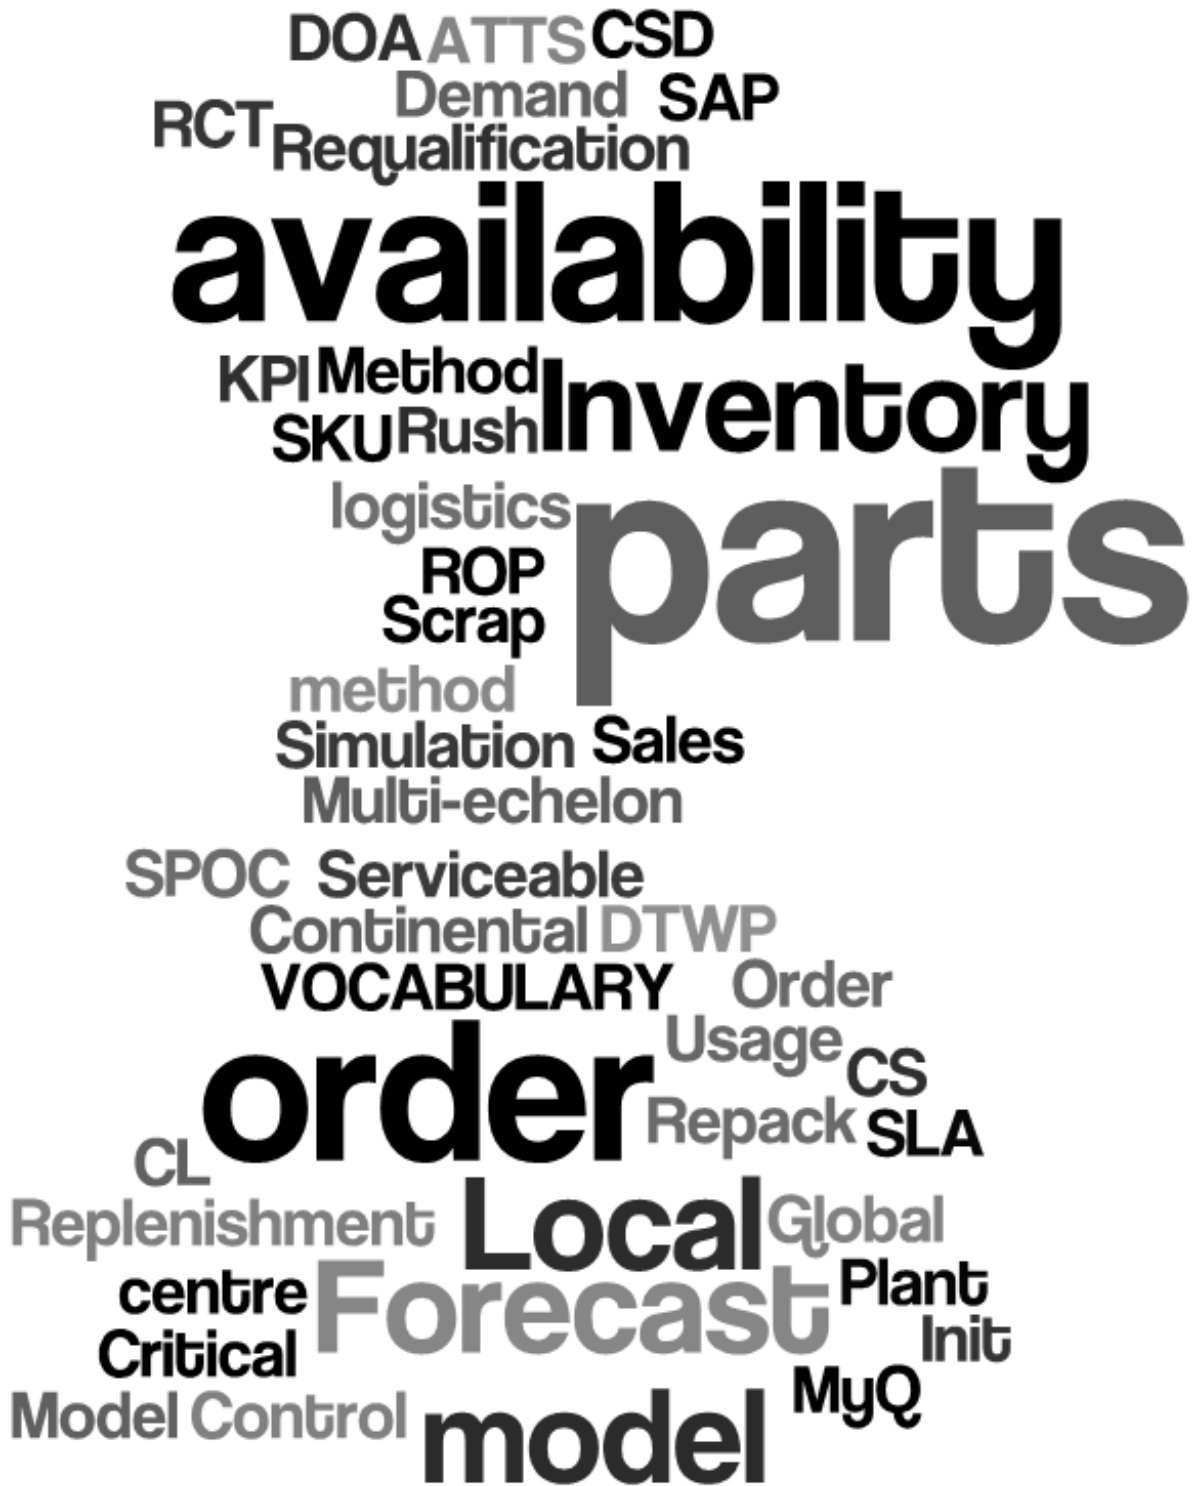 DOA ATTS CSD
Demand SAP
RCT Requalification
availability
KPI Method Inventory
SKU Rush
logistics parts
ROP
Scrap
method
Simulation Sales
Multi-echelon
SPOC Serviceable
Continental DTWP
VOCABULARY Order
order Usage CS
Repack SLA
CL
Replenishment Local Global
centre Forecast Plant
Critical Init
Model Control model MyQ